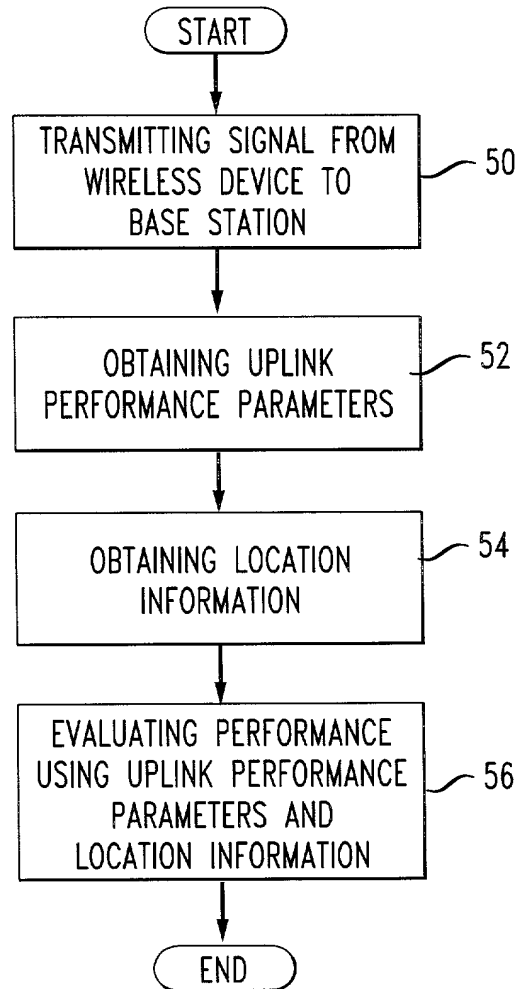 START
TRANSMITTING SIGNAL FROM
WIRELESS DEVICE TO
BASE STATION
50
OBTAINING UPLINK
PERFORMANCE PARAMETERS
52
OBTAINING LOCATION
INFORMATION
54
EVALUATING PERFORMANCE
USING UPLINK PERFORMANCE
PARAMETERS AND
LOCATION INFORMATION
56
END